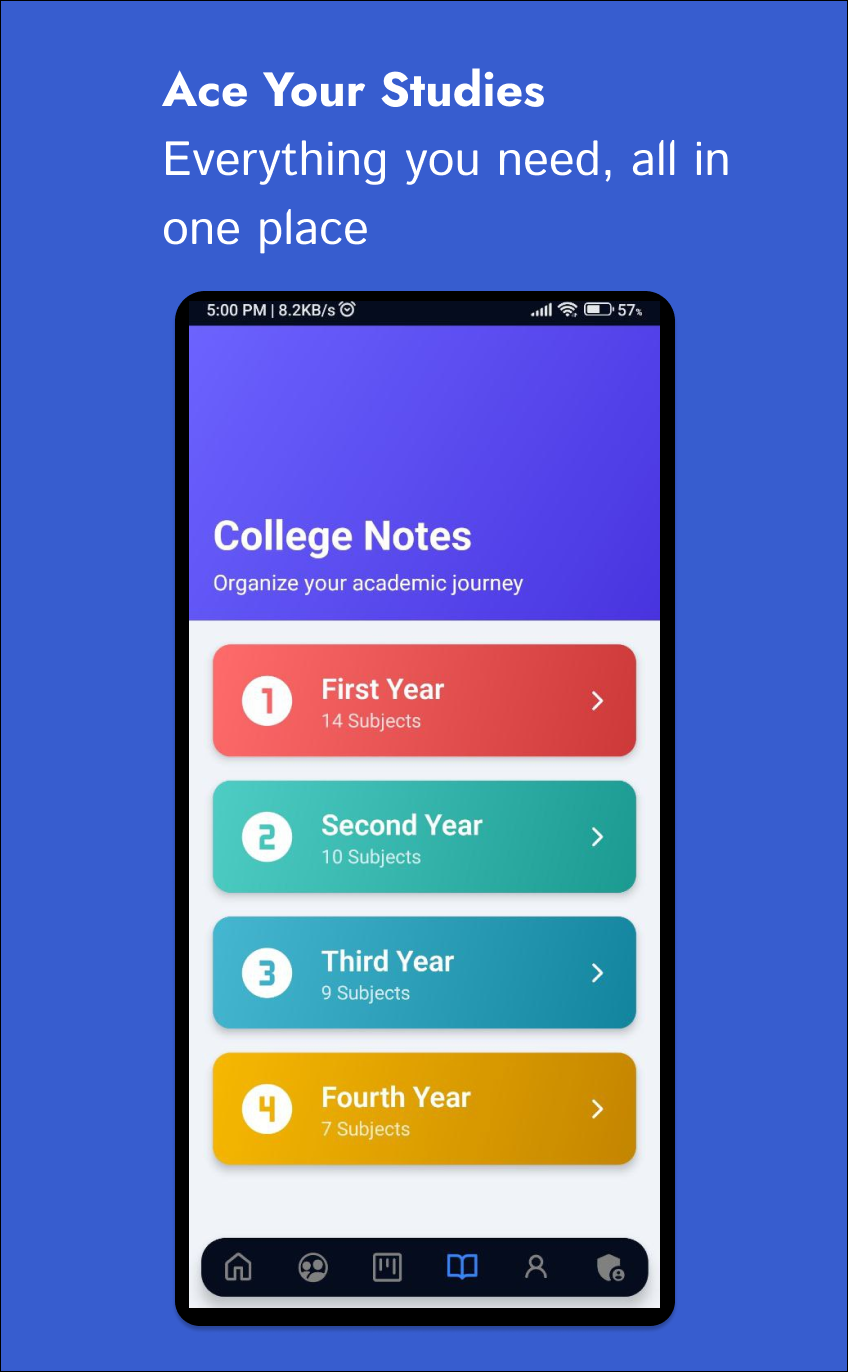 Ace Your Studies
Everything you need, all in
one place
5:00 PM | 8.2KB/s 57%
College Notes
Organize your academic journey
1 First Year
14 Subjects
2 Second Year
10 Subjects
3 Third Year
9 Subjects
4 Fourth Year
7 Subjects